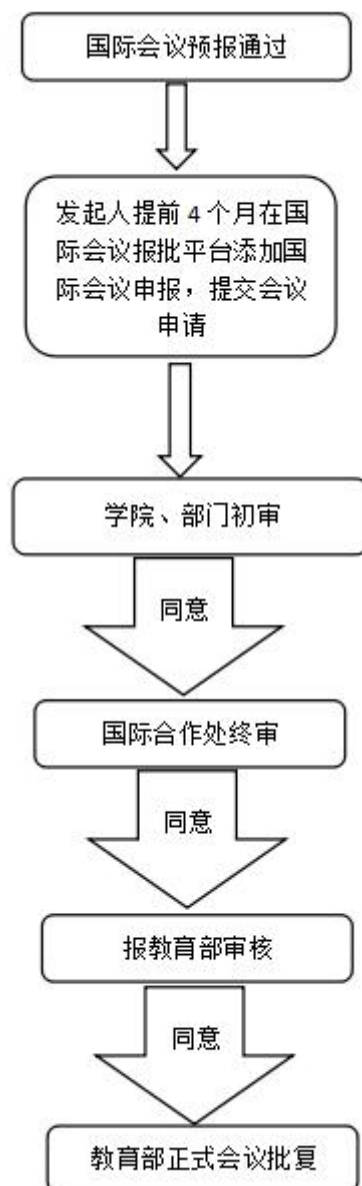 国际会议预报通过
发起人提前 4 个月在国
际会议报批平台添加国
际会议申报，提交会议
申请
学院、部门初审
同意
国际合作处终审
同意
报教育部审核
同意
教育部正式会议批复